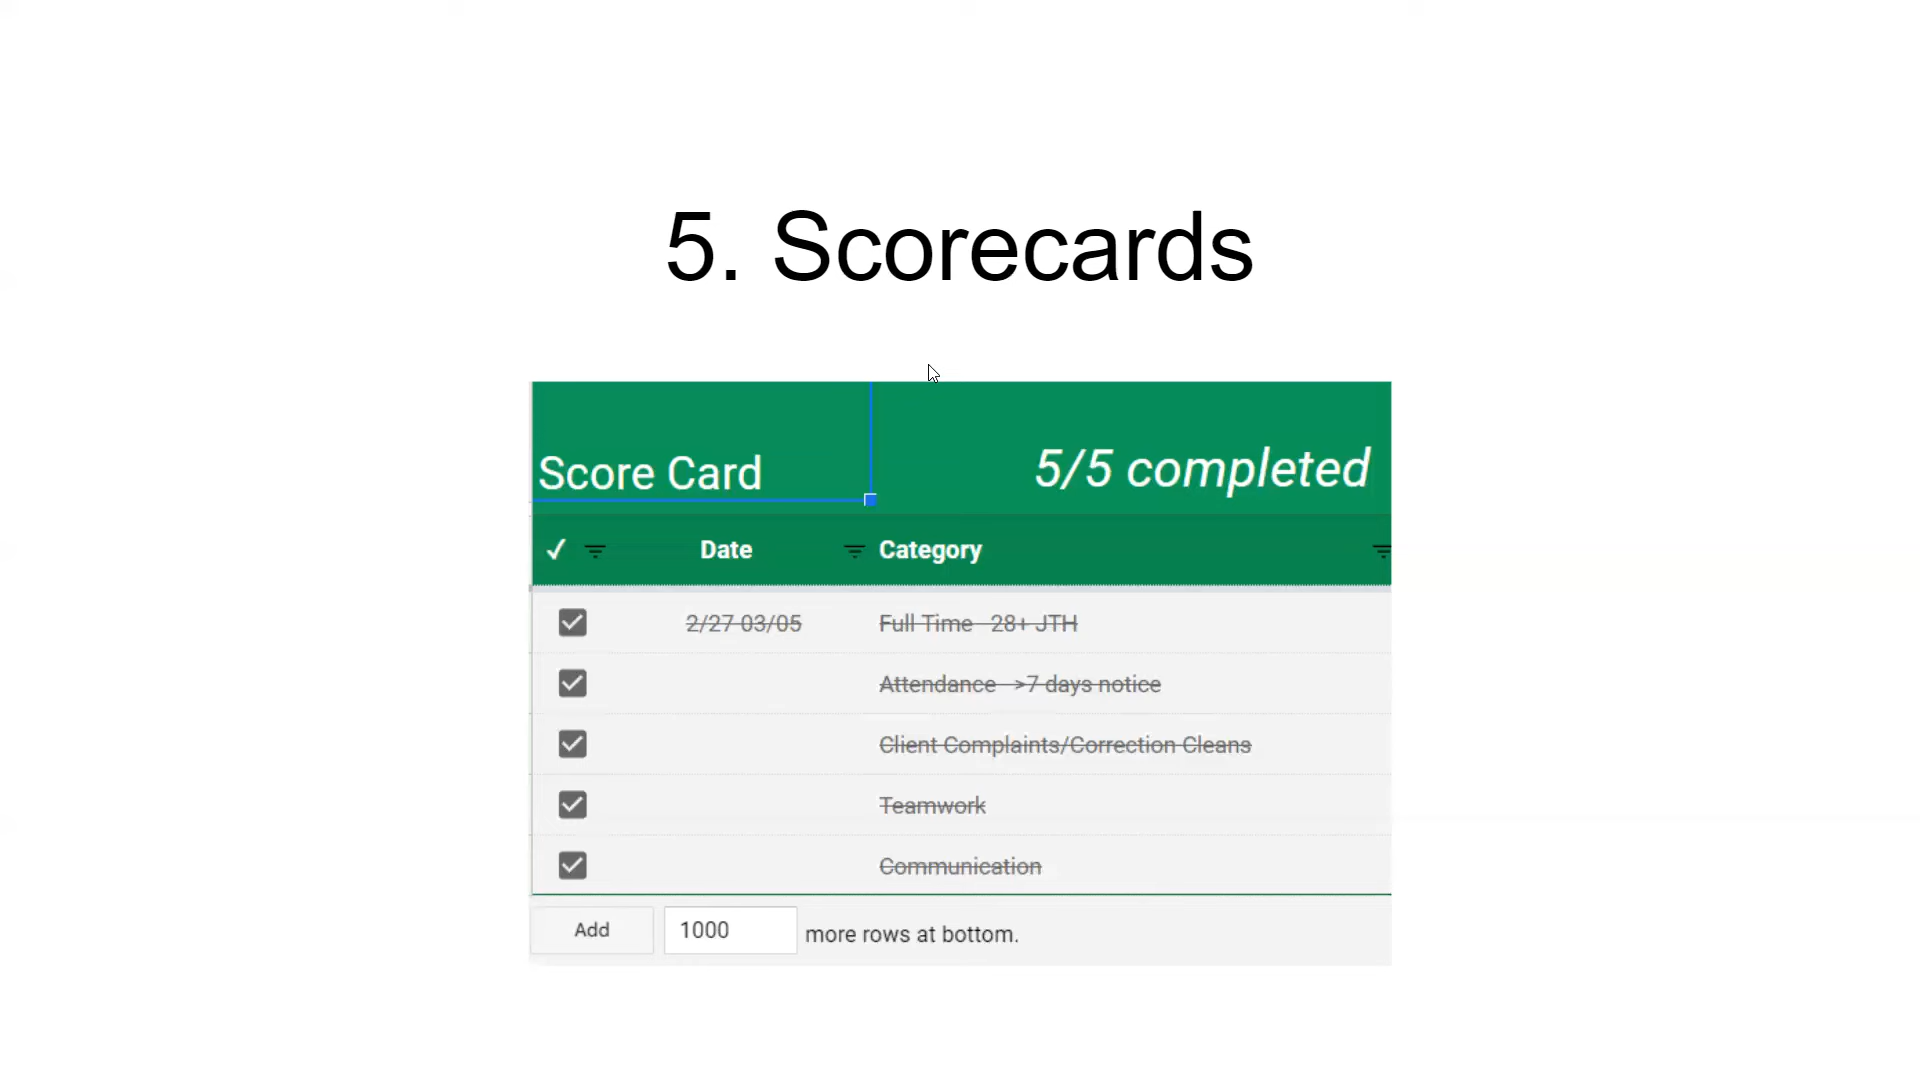 5. Scorecards
Score Card 5/5 completed
✓ Date Category
2/27 03/05 Full Time 28+ JTH
Attendance >7 days notice
Client Complaints/Correction Cleans
Teamwork
Communication
Add 1000 more rows at bottom.